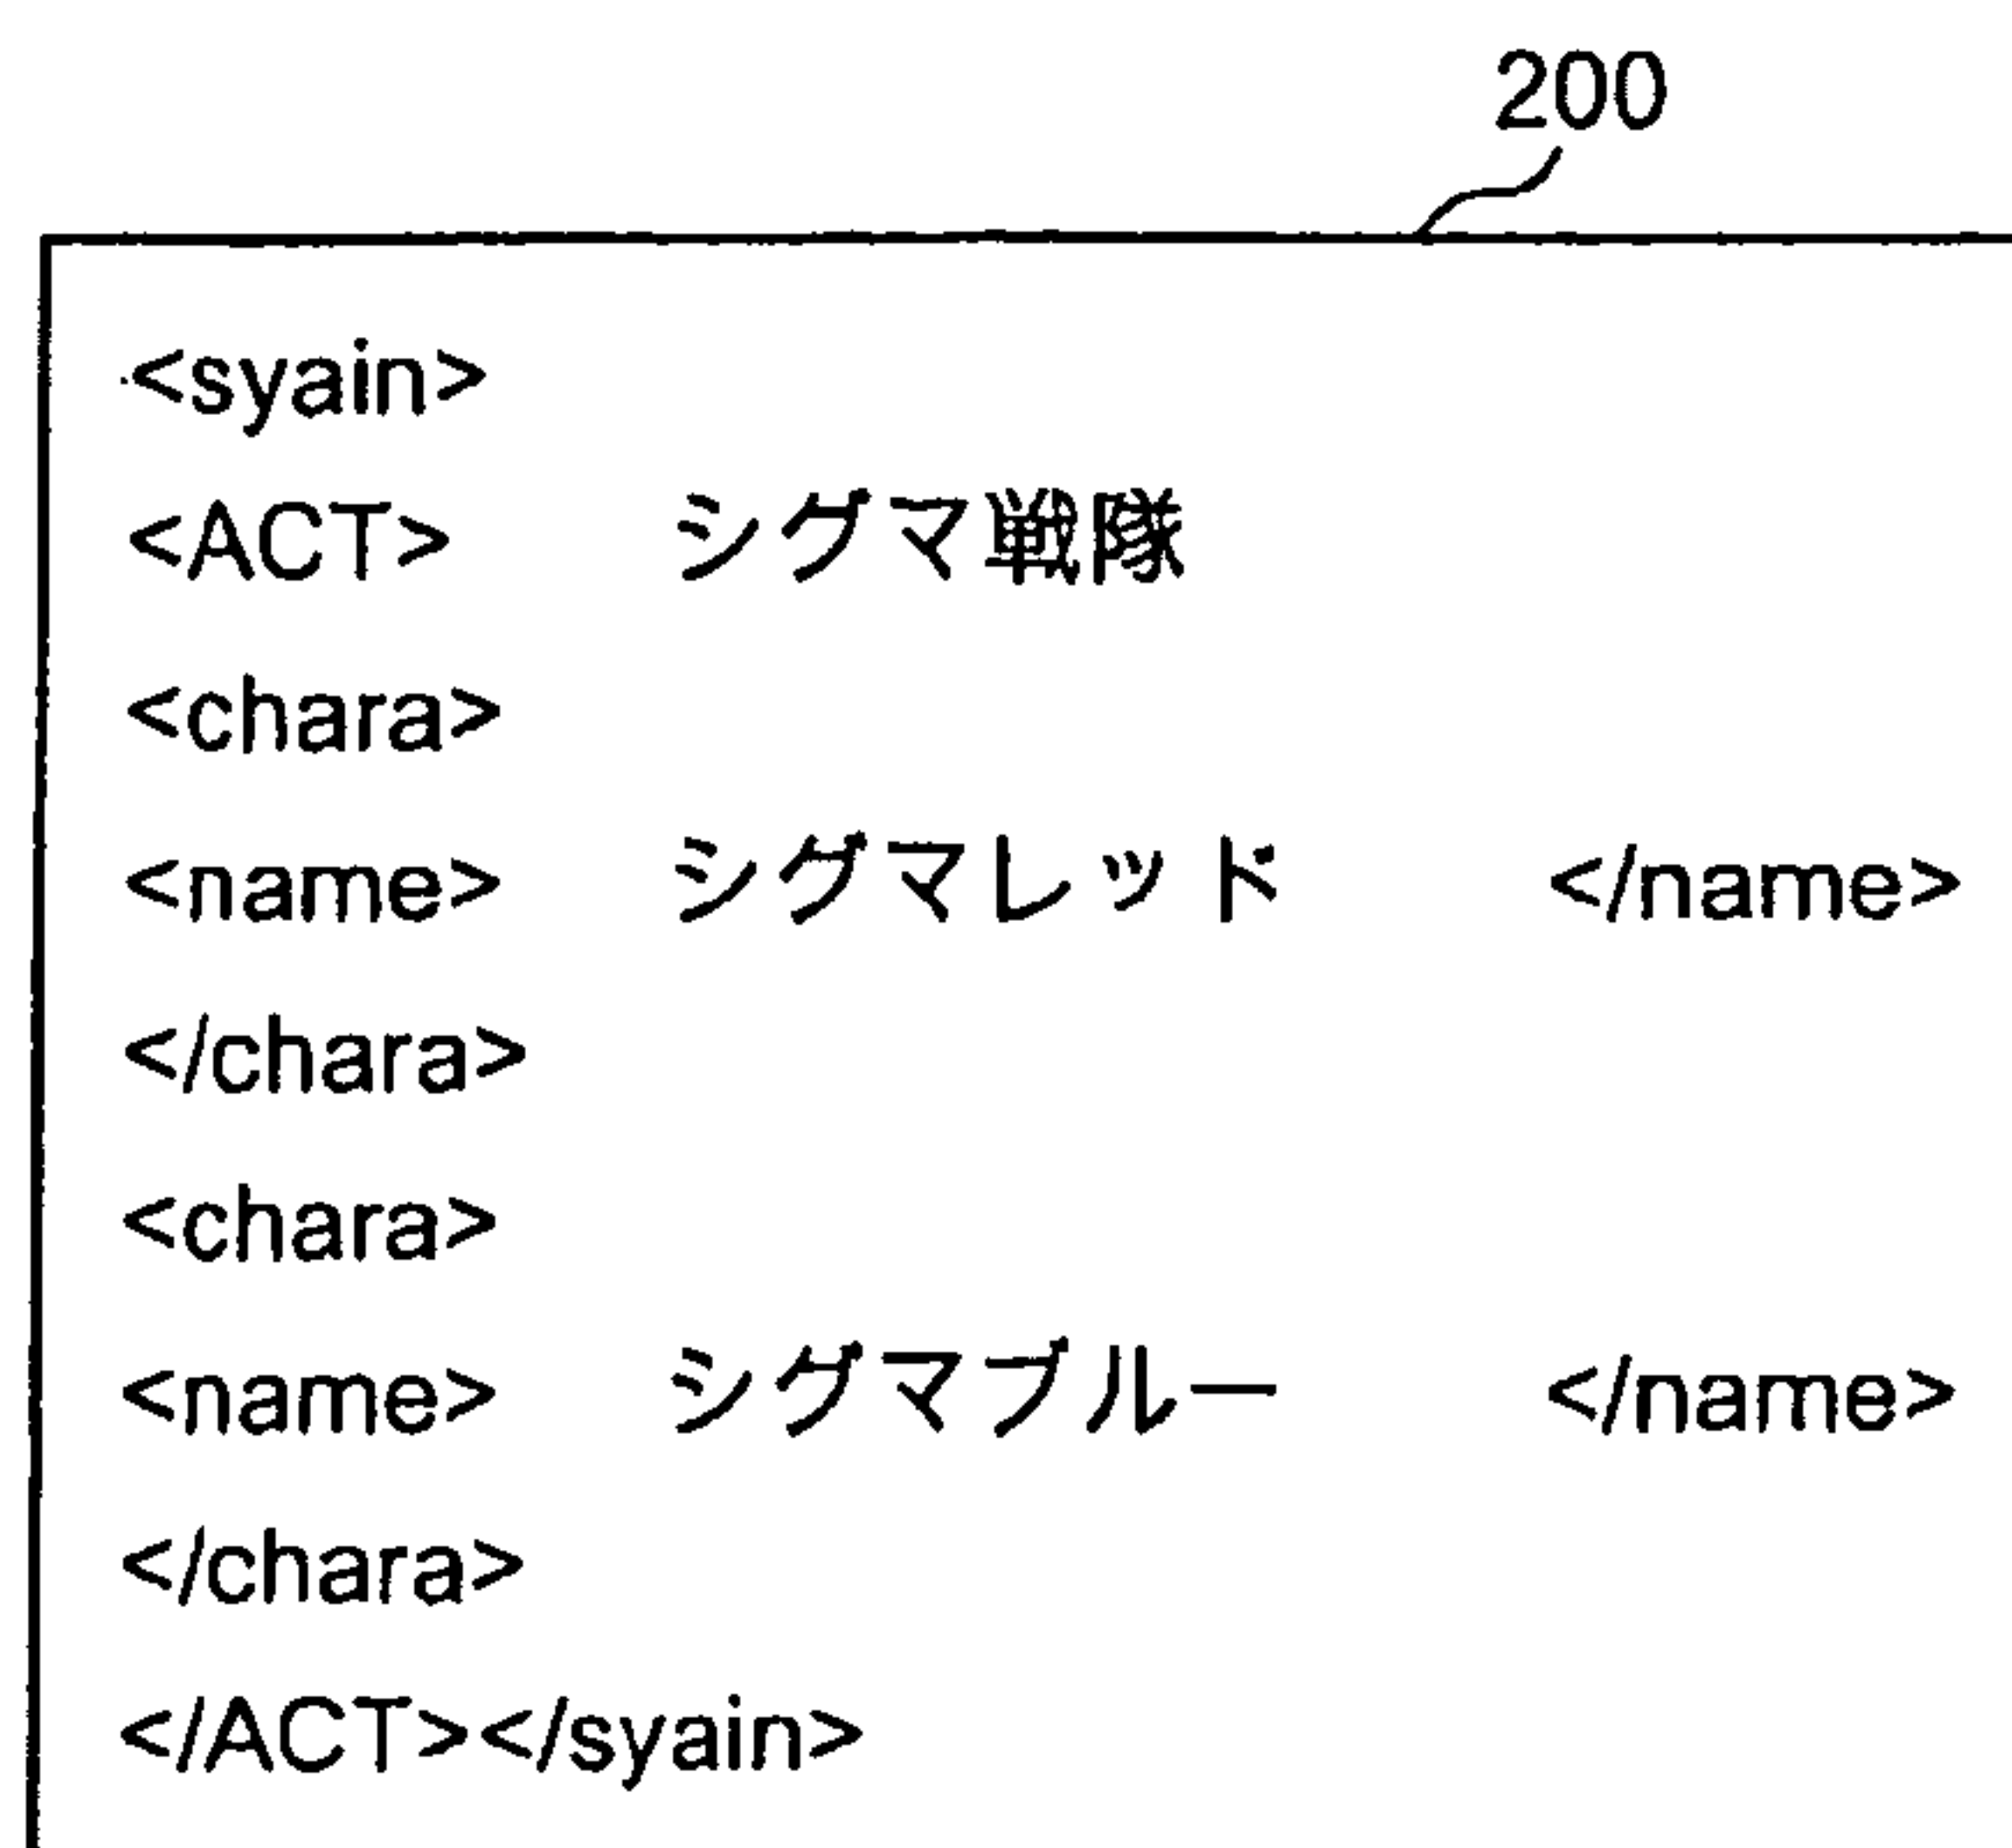 200
<syain>
<ACT> シグマ戦隊
<chara>
<name> シグマレッド </name>
</chara>
<chara>
<name> シグマブルー </name>
</chara>
</ACT></syain>